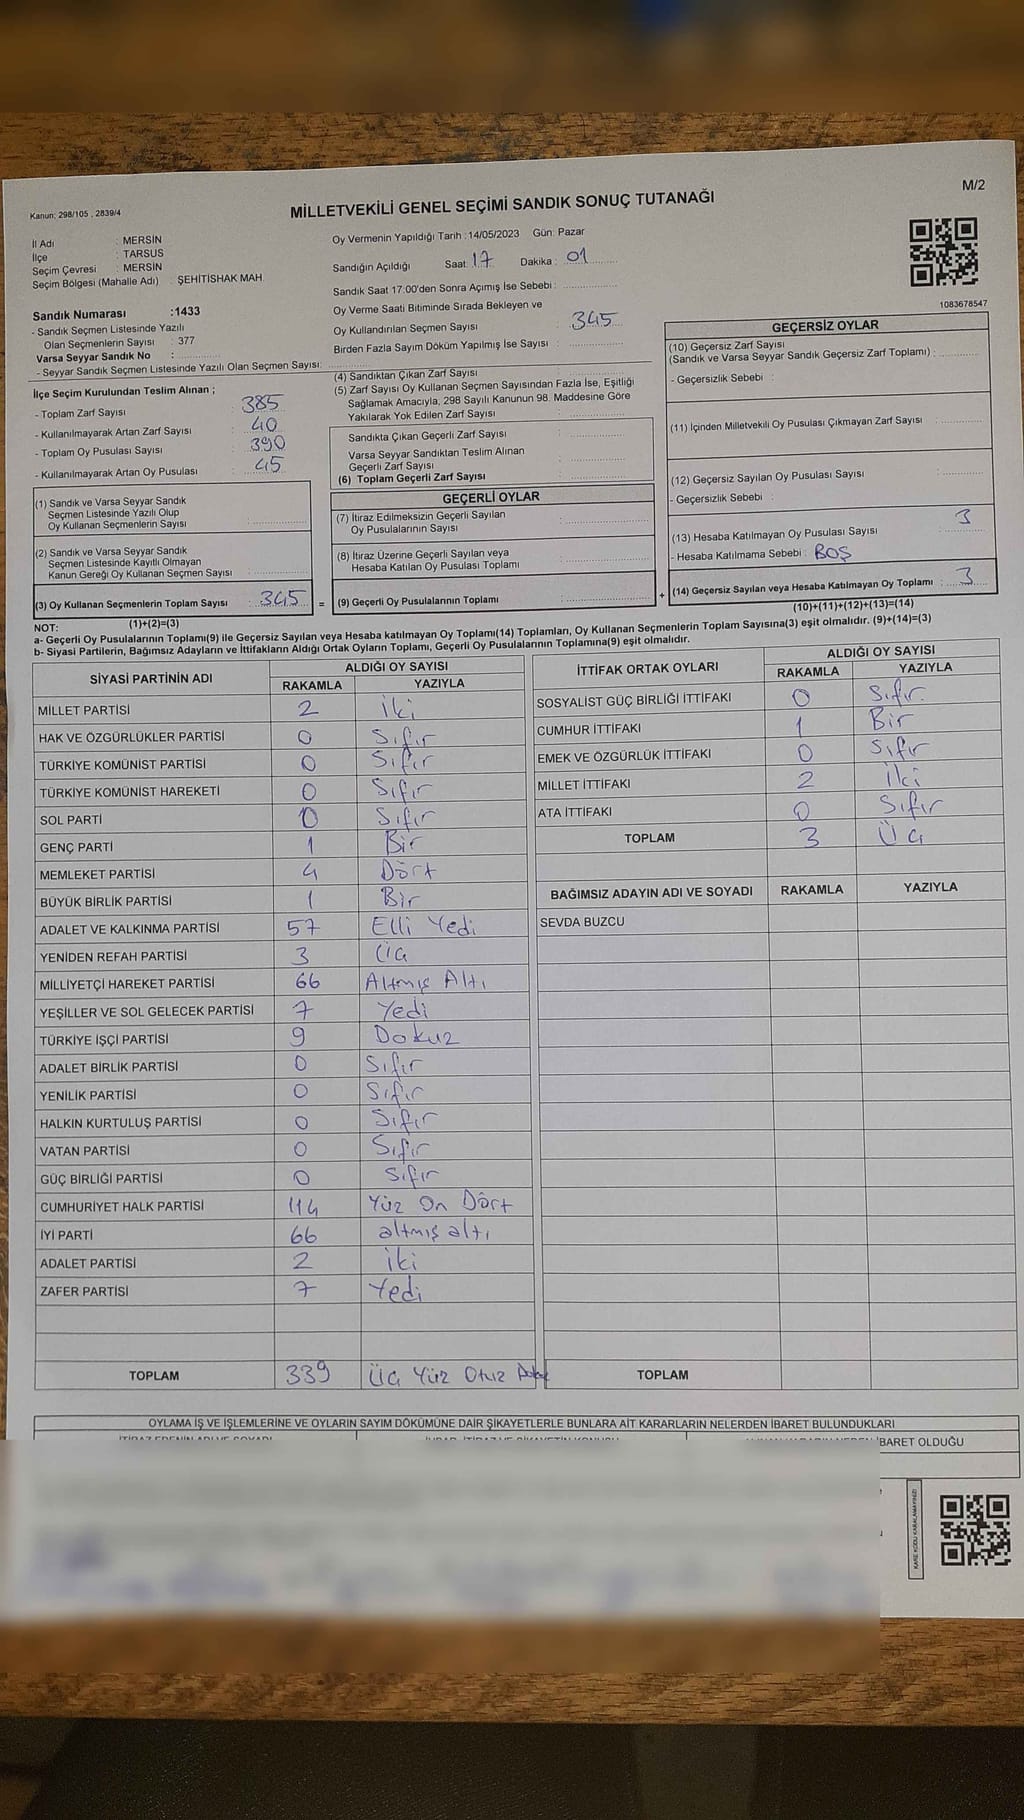 M/2
Kanun; 298/105 , 2839/4
MİLLETVEKİLİ GENEL SEÇİMİ SANDIK SONUÇ TUTANAĞI
İl Adı : MERSİN
İlçe : TARSUS
Seçim Çevresi : MERSİN
Seçim Bölgesi (Mahalle Adı) : ŞEHİTİSHAK MAH.
Sandık Numarası :1433
- Sandık Seçmen Listesinde Yazılı
Olan Seçmenlerin Sayısı : 377
Varsa Seyyar Sandık No :
- Seyyar Sandık Seçmen Listesinde Yazılı Olan Seçmen Sayısı:
Oy Vermenin Yapıldığı Tarih :14/05/2023 Gün: Pazar
Sandığın Açıldığı Saat: 17 Dakika : 01
Sandık Saat 17:00'den Sonra Açımış İse Sebebi :
Oy Verme Saati Bitiminde Sırada Bekleyen ve
Oy Kullandırılan Seçmen Sayısı : 345
Birden Fazla Sayım Döküm Yapılmış İse Sayısı :
1083678547
İlçe Seçim Kurulundan Teslim Alınan ;
- Toplam Zarf Sayısı : 385
- Kullanılmayarak Artan Zarf Sayısı : 40
- Toplam Oy Pusulası Sayısı : 390
- Kullanılmayarak Artan Oy Pusulası : 45
(1) Sandık ve Varsa Seyyar Sandık
Seçmen Listesinde Yazılı Olup
Oy Kullanan Seçmenlerin Sayısı :
(2) Sandık ve Varsa Seyyar Sandık
Seçmen Listesinde Kayıtlı Olmayan
Kanun Gereği Oy Kullanan Seçmen Sayısı :
(3) Oy Kullanan Seçmenlerin Toplam Sayısı : 345 =
(1)+(2)=(3)
(4) Sandıktan Çıkan Zarf Sayısı :
(5) Zarf Sayısı Oy Kullanan Seçmen Sayısından Fazla İse, Eşitliği
Sağlamak Amacıyla, 298 Sayılı Kanunun 98. Maddesine Göre
Yakılarak Yok Edilen Zarf Sayısı :
Sandıkta Çıkan Geçerli Zarf Sayısı :
Varsa Seyyar Sandıktan Teslim Alınan
Geçerli Zarf Sayısı :
(6) Toplam Geçerli Zarf Sayısı :
GEÇERLİ OYLAR
(7) İtiraz Edilmeksizin Geçerli Sayılan
Oy Pusulalarının Sayısı :
(8) İtiraz Üzerine Geçerli Sayılan veya
Hesaba Katılan Oy Pusulası Toplamı :
(9) Geçerli Oy Pusulalarının Toplamı : +
GEÇERSİZ OYLAR
(10) Geçersiz Zarf Sayısı
(Sandık ve Varsa Seyyar Sandık Geçersiz Zarf Toplamı) :
- Geçersizlik Sebebi :
(11) İçinden Milletvekili Oy Pusulası Çıkmayan Zarf Sayısı :
(12) Geçersiz Sayılan Oy Pusulası Sayısı :
- Geçersizlik Sebebi :
(13) Hesaba Katılmayan Oy Pusulası Sayısı : 3
- Hesaba Katılmama Sebebi : BOŞ
(14) Geçersiz Sayılan veya Hesaba Katılmayan Oy Toplamı : 3
(10)+(11)+(12)+(13)=(14)
NOT:
a- Geçerli Oy Pusulalarının Toplamı(9) ile Geçersiz Sayılan veya Hesaba katılmayan Oy Toplamı(14) Toplamları, Oy Kullanan Seçmenlerin Toplam Sayısına(3) eşit olmalıdır. (9)+(14)=(3)
b- Siyasi Partilerin, Bağımsız Adayların ve İttifakların Aldığı Ortak Oyların Toplamı, Geçerli Oy Pusulalarının Toplamına(9) eşit olmalıdır.
SİYASİ PARTİNİN ADI ALDIĞI OY SAYISI
RAKAMLA YAZIYLA
MİLLET PARTİSİ 2 iki
HAK VE ÖZGÜRLÜKLER PARTİSİ 0 Sıfır
TÜRKİYE KOMÜNİST PARTİSİ 0 Sıfır
TÜRKİYE KOMÜNİST HAREKETİ 0 Sıfır
SOL PARTİ 0 Sıfır
GENÇ PARTİ 1 Bir
MEMLEKET PARTİSİ 4 Dört
BÜYÜK BİRLİK PARTİSİ 1 Bir
ADALET VE KALKINMA PARTİSİ 57 Elli Yedi
YENİDEN REFAH PARTİSİ 3 Üç
MİLLİYETÇİ HAREKET PARTİSİ 66 Altmış Altı
YEŞİLLER VE SOL GELECEK PARTİSİ 7 Yedi
TÜRKİYE İŞÇİ PARTİSİ 9 Dokuz
ADALET BİRLİK PARTİSİ 0 Sıfır
YENİLİK PARTİSİ 0 Sıfır
HALKIN KURTULUŞ PARTİSİ 0 Sıfır
VATAN PARTİSİ 0 Sıfır
GÜÇ BİRLİĞİ PARTİSİ 0 Sıfır
CUMHURİYET HALK PARTİSİ 114 Yüz On Dört
İYİ PARTİ 66 altmış altı
ADALET PARTİSİ 2 iki
ZAFER PARTİSİ 7 Yedi
TOPLAM 339 Üç Yüz Otuz
İTTİFAK ORTAK OYLARI ALDIĞI OY SAYISI
RAKAMLA YAZIYLA
SOSYALİST GÜÇ BİRLİĞİ İTTİFAKI 0 Sıfır
CUMHUR İTTİFAKI 1 Bir
EMEK VE ÖZGÜRLÜK İTTİFAKI 0 Sıfır
MİLLET İTTİFAKI 2 iki
ATA İTTİFAKI 0 Sıfır
TOPLAM 3 Üç
BAĞIMSIZ ADAYIN ADI VE SOYADI RAKAMLA YAZIYLA
SEVDA BUZCU
TOPLAM
OYLAMA İŞ VE İŞLEMLERİNE VE OYLARIN SAYIM DÖKÜMÜNE DAİR ŞİKAYETLERLE BUNLARA AİT KARARLARIN NELERDEN İBARET BULUNDUKLARI
İBARET OLDUĞU
KARE KODU KARALAMAYINIZ!